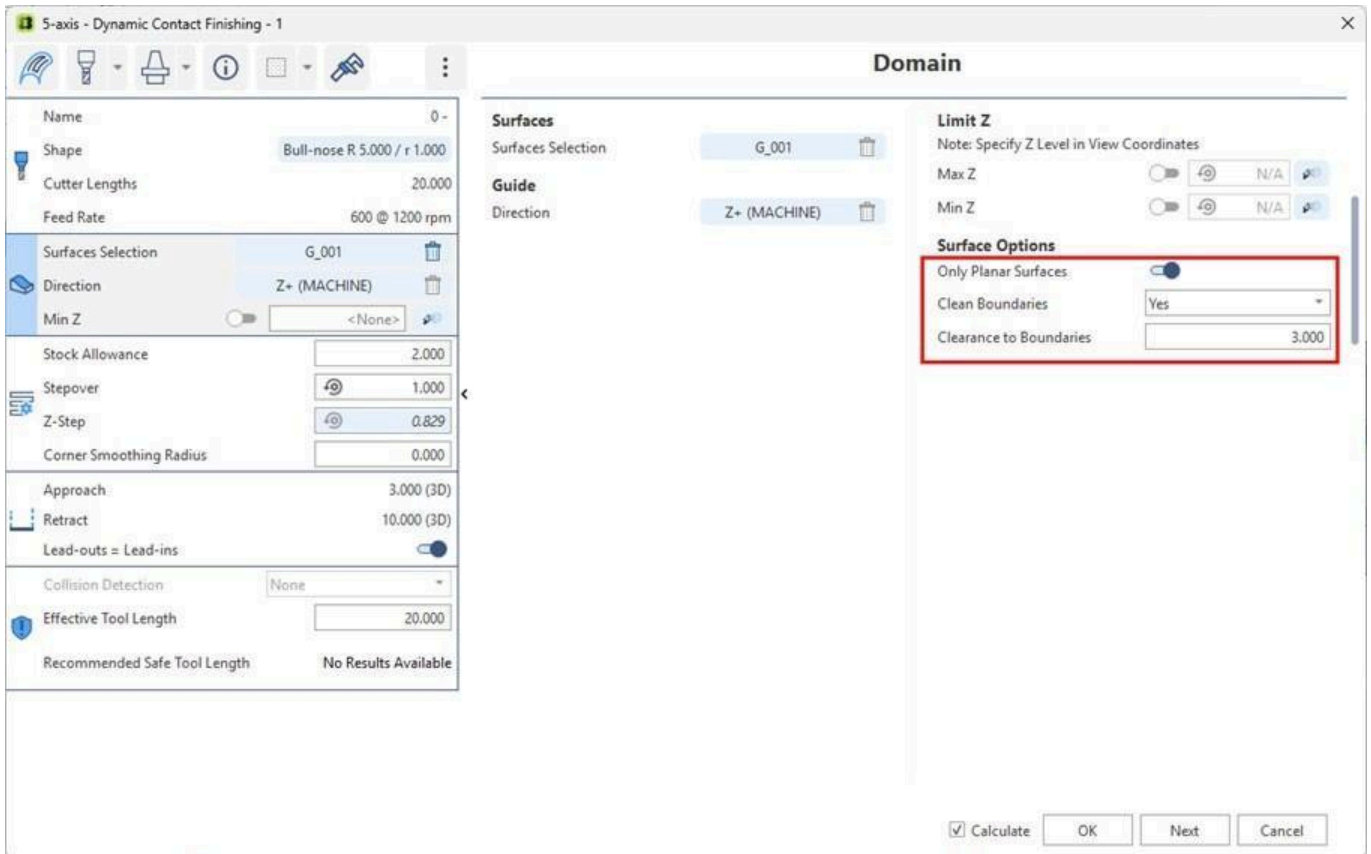 5-axis - Dynamic Contact Finishing - 1
Domain
Name 0 -
Shape Bull-nose R 5.000 / r 1.000
Cutter Lengths 20.000
Feed Rate 600 @ 1200 rpm
Surfaces Selection G_001
Direction Z+ (MACHINE)
Min Z <None>
Stock Allowance 2.000
Stepover 1.000
Z-Step 0.829
Corner Smoothing Radius 0.000
Approach 3.000 (3D)
Retract 10.000 (3D)
Lead-outs = Lead-ins
Collision Detection None
Effective Tool Length 20.000
Recommended Safe Tool Length No Results Available
Surfaces
Surfaces Selection G_001
Guide
Direction Z+ (MACHINE)
Limit Z
Note: Specify Z Level in View Coordinates
Max Z N/A
Min Z N/A
Surface Options
Only Planar Surfaces
Clean Boundaries Yes
Clearance to Boundaries 3.000
Calculate OK Next Cancel